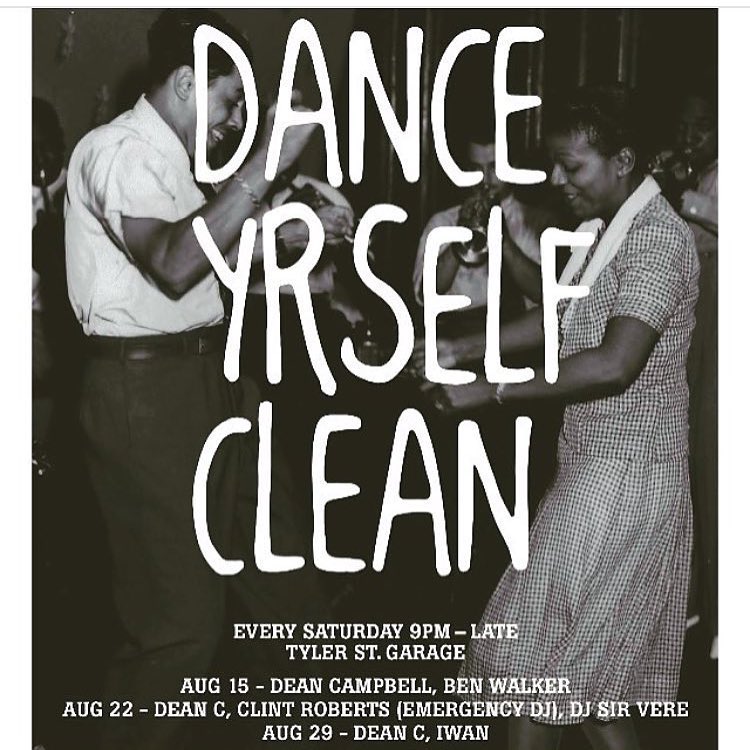 DANCE
YRSELF
CLEAN
EVERY SATURDAY 9PM – LATE
TYLER ST. GARAGE
AUG 15 – DEAN CAMPBELL, BEN WALKER
AUG 22 – DEAN C, CLINT ROBERTS (EMERGENCY DJ), DJ SIR VERE
AUG 29 – DEAN C, IWAN